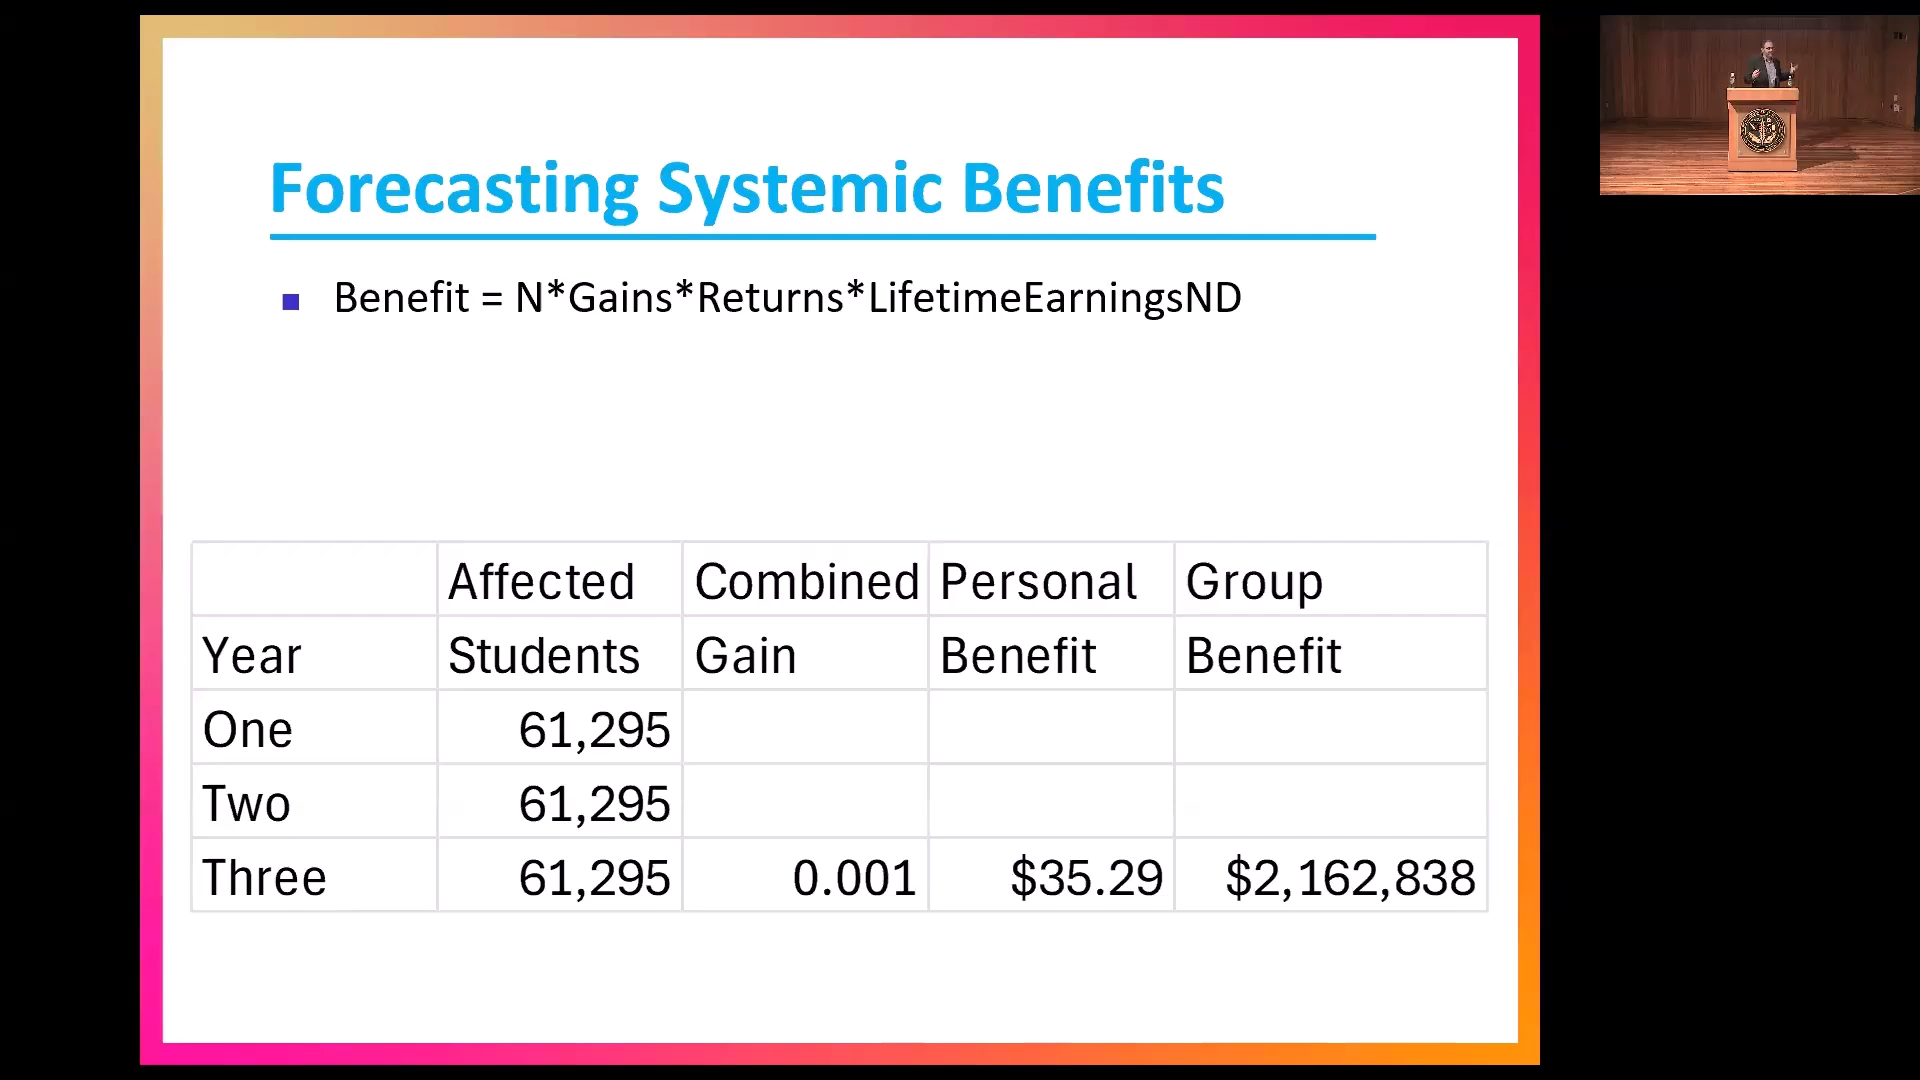 Forecasting Systemic Benefits
Benefit = N*Gains*Returns*LifetimeEarningsND
Affected Combined Personal Group
Year Students Gain Benefit Benefit
One 61,295
Two 61,295
Three 61,295 0.001 $35.29 $2,162,838